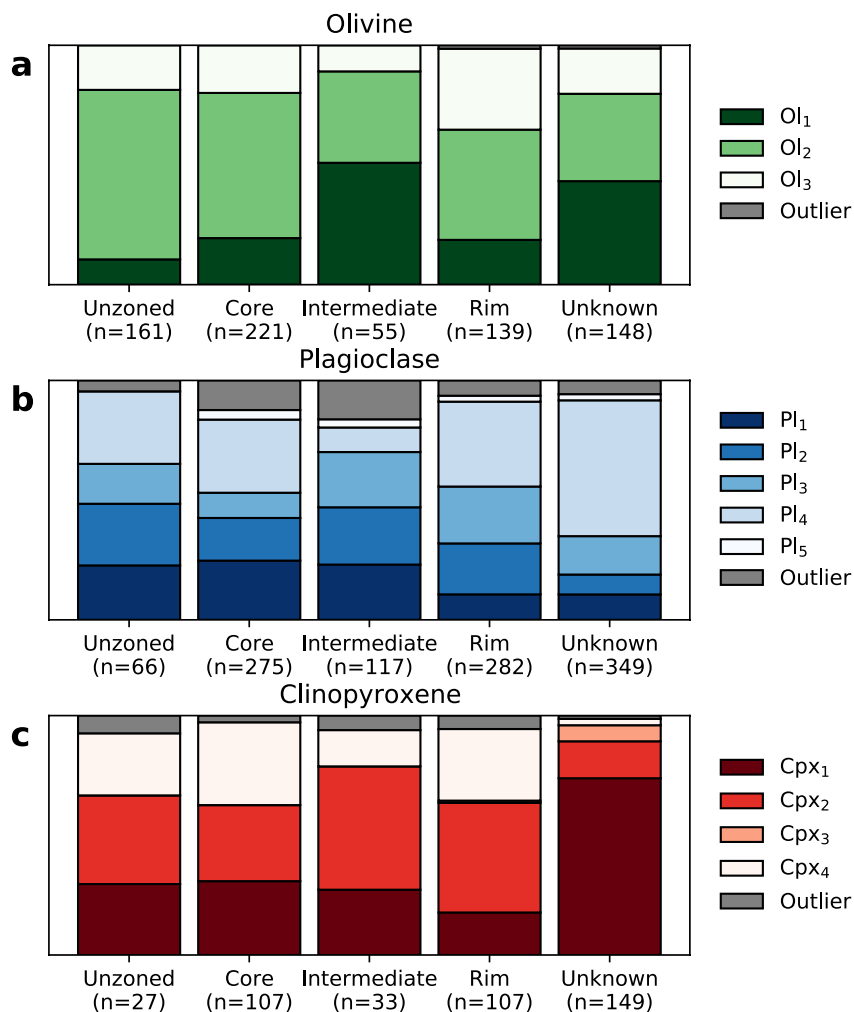 Olivine
a
Ol₁
Ol₂
Ol₃
Outlier
Unzoned Core Intermediate Rim Unknown
(n=161) (n=221) (n=55) (n=139) (n=148)
Plagioclase
b
Pl₁
Pl₂
Pl₃
Pl₄
Pl₅
Outlier
Unzoned Core Intermediate Rim Unknown
(n=66) (n=275) (n=117) (n=282) (n=349)
Clinopyroxene
c
Cpx₁
Cpx₂
Cpx₃
Cpx₄
Outlier
Unzoned Core Intermediate Rim Unknown
(n=27) (n=107) (n=33) (n=107) (n=149)